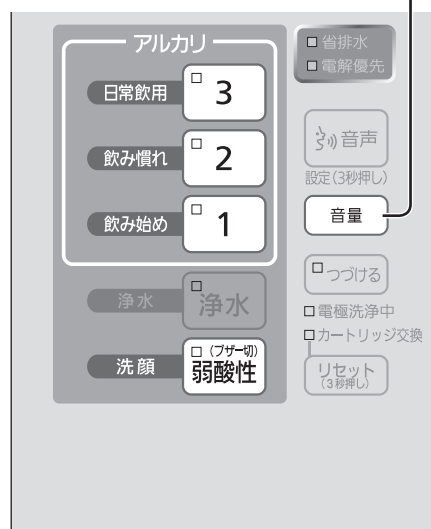 アルカリ
日常飲用
3
飲み慣れ
2
飲み始め
1
浄水
浄水
洗顔
(ブザー切)
弱酸性
省排水
電解優先
音声
設定(3秒押し)
音量
つづける
電極洗浄中
カートリッジ交換
リセット
(3秒押し)